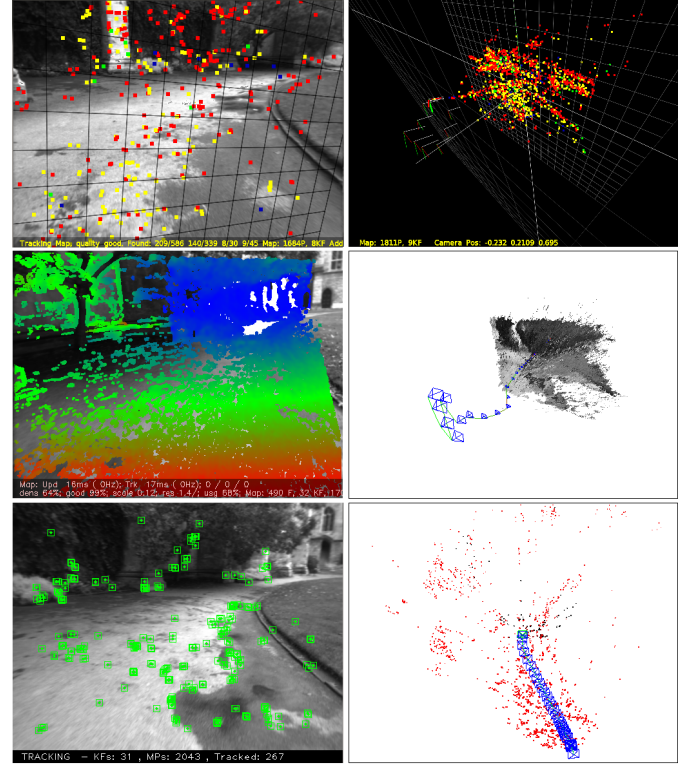 Tracking Map, quality good. Found: 209/586 140/339 8/30 9/45 Map: 1684P, 8KF Add
Map: 1811P, 9KF Camera Pos: -0.232 0.2109 0.695
Map: Upd 16ms ( 0Hz); Trk 17ms ( 0Hz); 0 / 0 / 0
dens 64%; good 99%; scale 0.12; res 1.4/; usg 58%; Map: 490 F, 32 KF,
TRACKING - KFs: 31 , MPs: 2043 , Tracked: 267